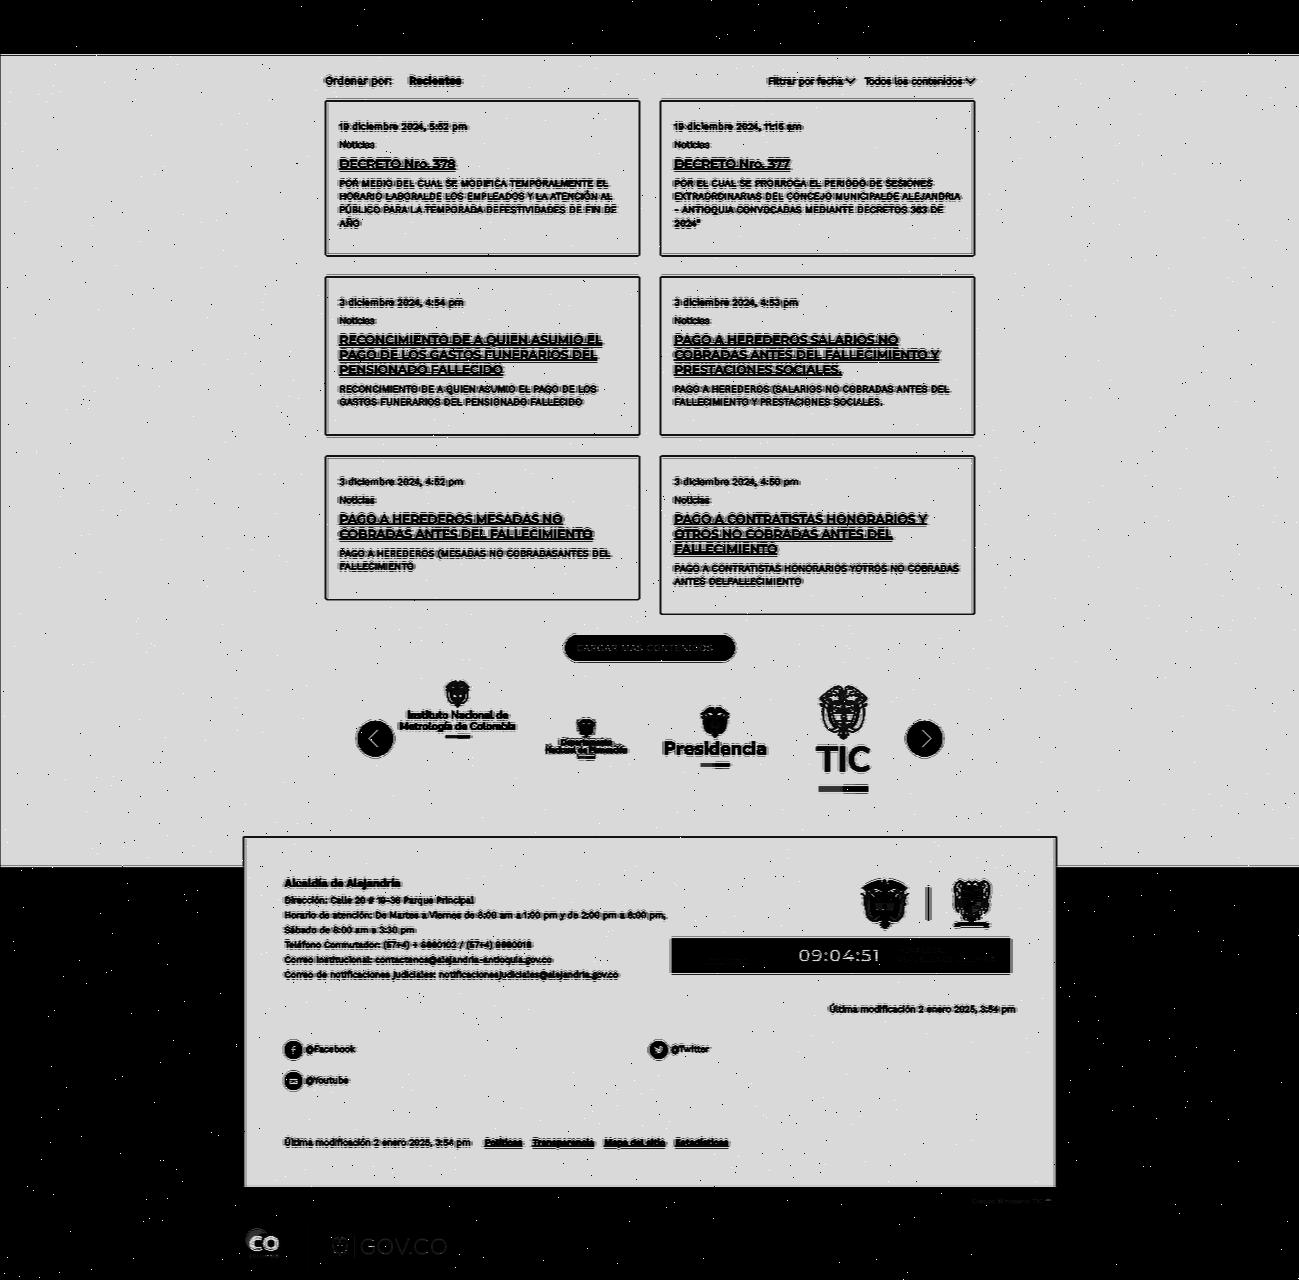 Ordenar por: Recientes
Filtrar por fecha Todos los contenidos
19 diciembre 2024, 5:52 pm
Noticias
DECRETO Nro. 378
POR MEDIO DEL CUAL SE MODIFICA TEMPORALMENTE EL
HORARIO LABORALDE LOS EMPLEADOS Y LA ATENCIÓN AL
PÚBLICO PARA LA TEMPORADA DEFESTIVIDADES DE FIN DE
AÑO
19 diciembre 2024, 11:15 am
Noticias
DECRETO Nro. 377
POR EL CUAL SE PRORROGA EL PERIODO DE SESIONES
EXTRAORDINARIAS DEL CONCEJO MUNICIPALDE ALEJANDRIA
- ANTIOQUIA CONVOCADAS MEDIANTE DECRETOS 363 DE
2024"
3 diciembre 2024, 4:54 pm
Noticias
RECONCIMIENTO DE A QUIEN ASUMIO EL
PAGO DE LOS GASTOS FUNERARIOS DEL
PENSIONADO FALLECIDO
RECONCIMIENTO DE A QUIEN ASUMIO EL PAGO DE LOS
GASTOS FUNERARIOS DEL PENSIONADO FALLECIDO
3 diciembre 2024, 4:53 pm
Noticias
PAGO A HEREDEROS SALARIOS NO
COBRADAS ANTES DEL FALLECIMIENTO Y
PRESTACIONES SOCIALES.
PAGO A HEREDEROS (SALARIOS NO COBRADAS ANTES DEL
FALLECIMIENTO Y PRESTACIONES SOCIALES.
3 diciembre 2024, 4:52 pm
Noticias
PAGO A HEREDEROS MESADAS NO
COBRADAS ANTES DEL FALLECIMIENTO
PAGO A HEREDEROS (MESADAS NO COBRADASANTES DEL
FALLECIMIENTO
3 diciembre 2024, 4:50 pm
Noticias
PAGO A CONTRATISTAS HONORARIOS Y
OTROS NO COBRADAS ANTES DEL
FALLECIMIENTO
PAGO A CONTRATISTAS HONORARIOS YOTROS NO COBRADAS
ANTES DELFALLECIMIENTO
CARGAR MÁS CONTENIDOS
Instituto Nacional de
Metrología de Colombia
Departamento
Nacional de Planeación
Presidencia
TIC
Alcaldía de Alejandría
Dirección: Calle 20 # 19-36 Parque Principal
Horario de atención: De Martes a Viernes de 8:00 am a 1:00 pm y de 2:00 pm a 6:00 pm,
Sábado de 8:00 am a 3:30 pm
Teléfono Conmutador: (57+4) + 8660102 / (57+4) 8660018
Correo institucional: contactenos@alejandria-antioquia.gov.co
Correo de notificaciones judiciales: notificacionesjudiciales@alejandria.gov.co
09:04:51
Última modificación 2 enero 2025, 3:54 pm
@Facebook
@Twitter
@Youtube
Última modificación 2 enero 2025, 3:54 pm Políticas Transparencia Mapa del sitio Estadísticas
CO
GOV.CO